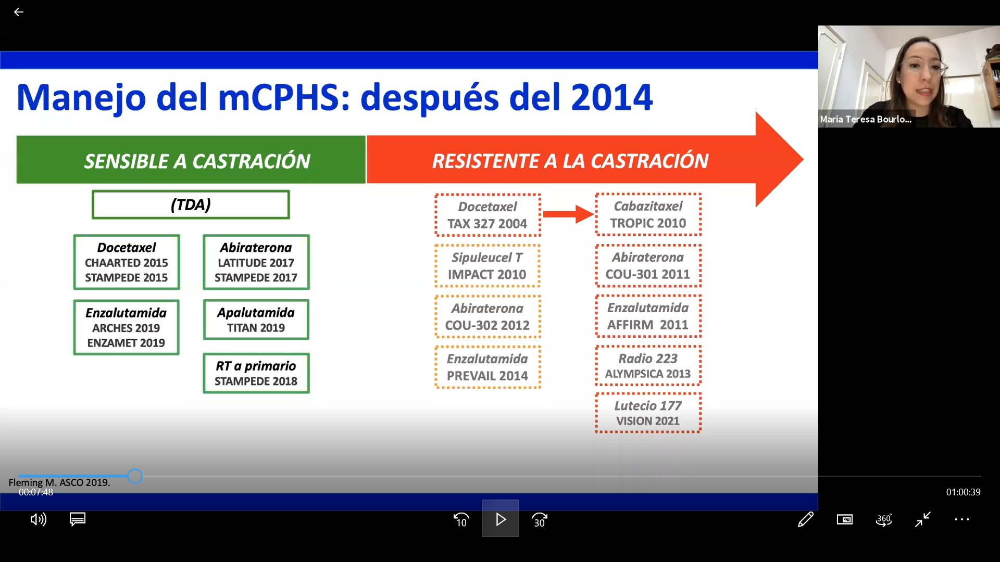 Manejo del mCPHS: después del 2014
Maria Teresa Bourlo...
SENSIBLE A CASTRACIÓN
RESISTENTE A LA CASTRACIÓN
(TDA)
Docetaxel
CHAARTED 2015
STAMPEDE 2015
Abiraterona
LATITUDE 2017
STAMPEDE 2017
Enzalutamida
ARCHES 2019
ENZAMET 2019
Apalutamida
TITAN 2019
RT a primario
STAMPEDE 2018
Docetaxel
TAX 327 2004
Sipuleucel T
IMPACT 2010
Abiraterona
COU-302 2012
Enzalutamida
PREVAIL 2014
Cabazitaxel
TROPIC 2010
Abiraterona
COU-301 2011
Enzalutamida
AFFIRM 2011
Radio 223
ALYMPSICA 2013
Lutecio 177
VISION 2021
Fleming M. ASCO 2019.
00:07:48
01:00:39
10
30
360°